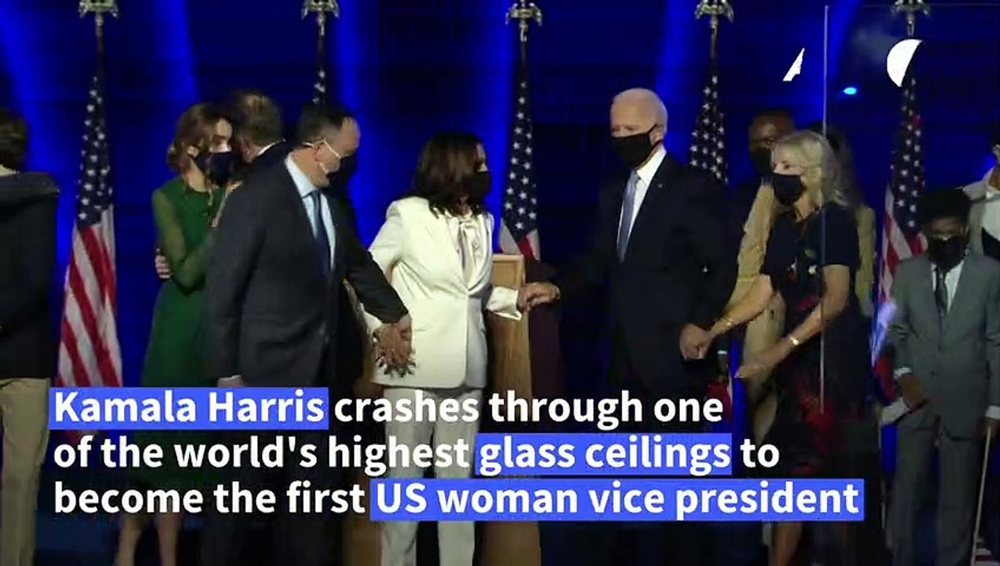 Kamala Harris crashes through one
of the world's highest glass ceilings to
become the first US woman vice president